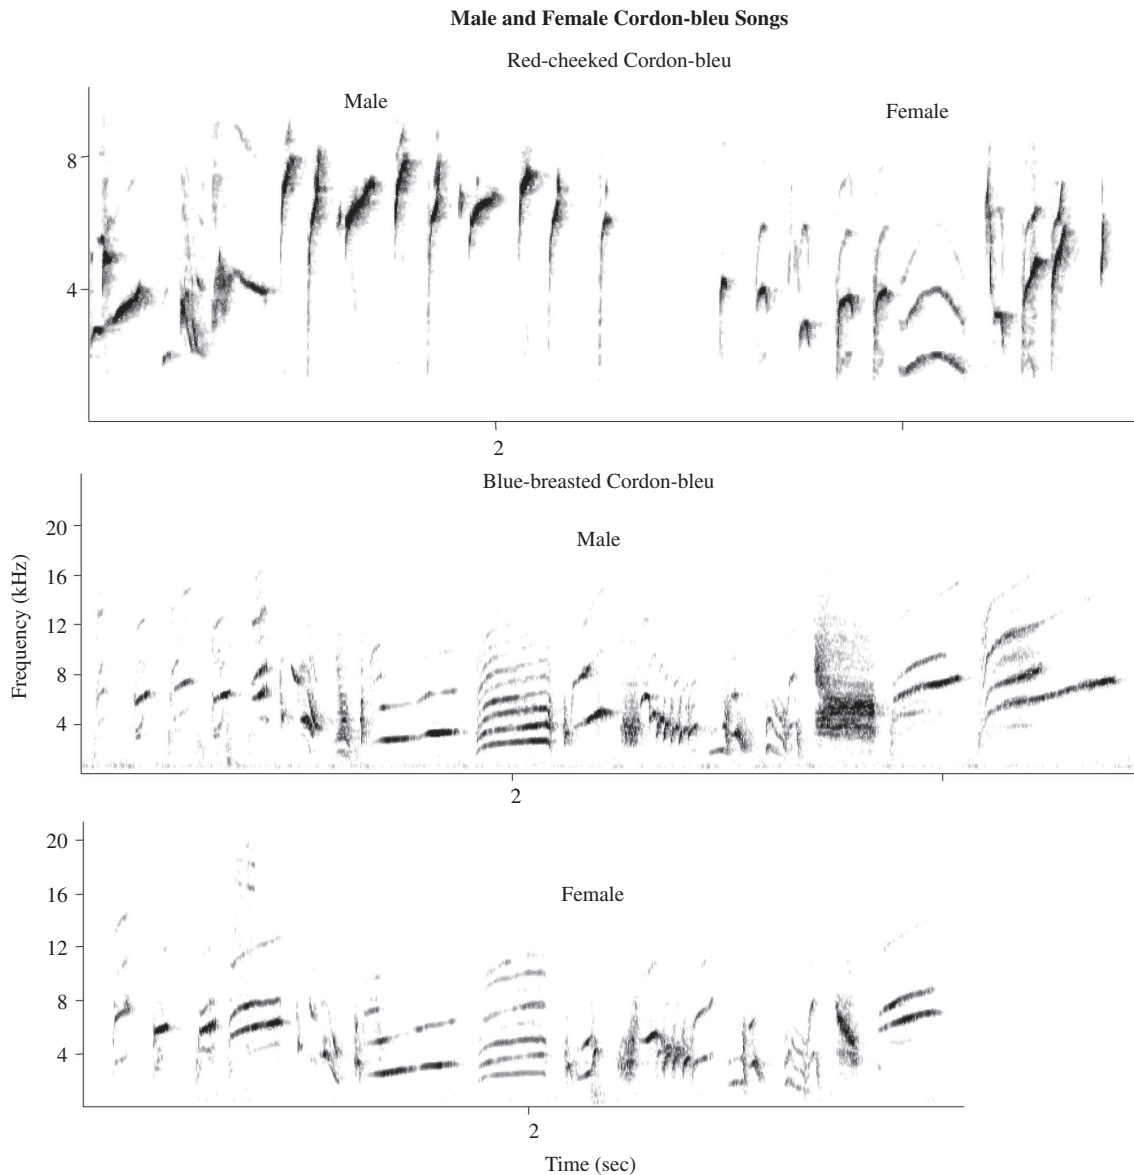 Male and Female Cordon-bleu Songs
Red-cheeked Cordon-bleu
Male
Female
8
4
2
Blue-breasted Cordon-bleu
Male
20
16
12
8
4
2
Frequency (kHz)
Female
20
16
12
8
4
2
Time (sec)